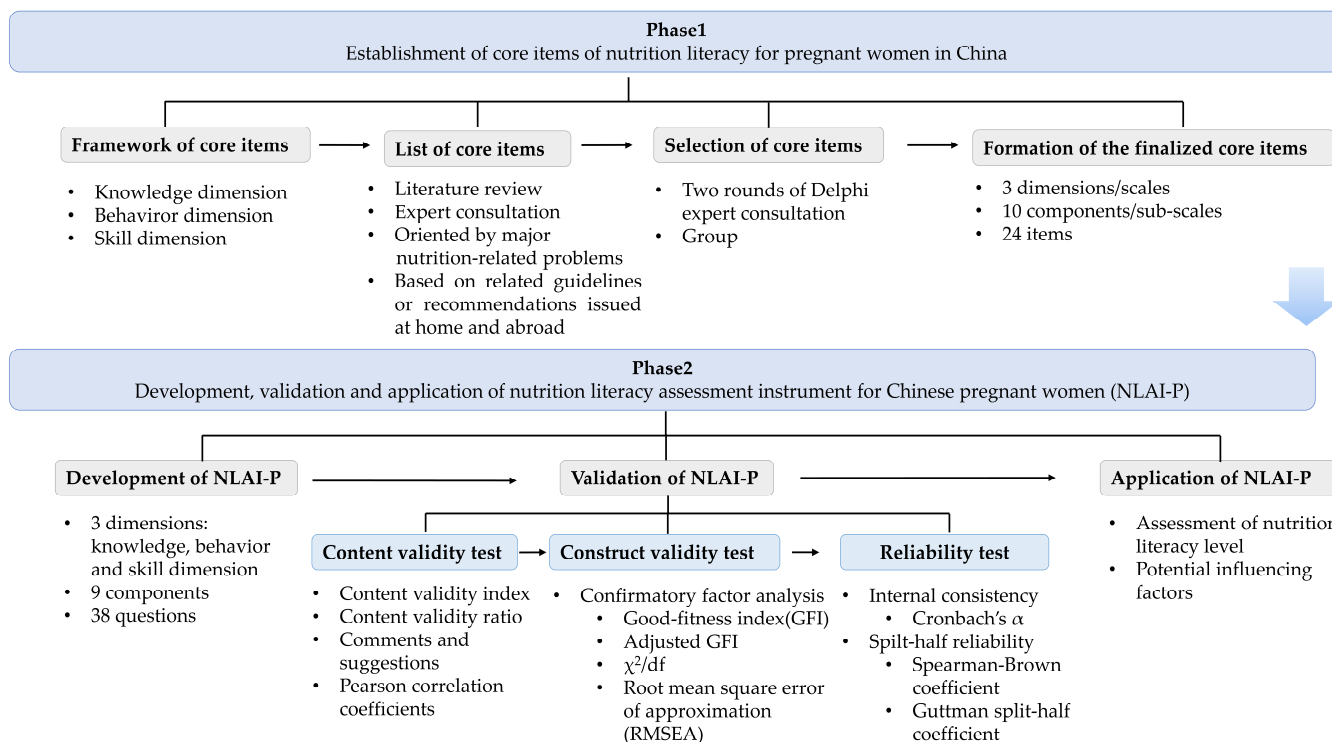 Phase1
Establishment of core items of nutrition literacy for pregnant women in China
Framework of core items
• Knowledge dimension
• Behaviror dimension
• Skill dimension
List of core items
• Literature review
• Expert consultation
• Oriented by major
nutrition-related problems
• Based on related guidelines
or recommendations issued
at home and abroad
Selection of core items
• Two rounds of Delphi
expert consultation
• Group
Formation of the finalized core items
• 3 dimensions/scales
• 10 components/sub-scales
• 24 items
Phase2
Development, validation and application of nutrition literacy assessment instrument for Chinese pregnant women (NLAI-P)
Development of NLAI-P
• 3 dimensions:
knowledge, behavior
and skill dimension
• 9 components
• 38 questions
Validation of NLAI-P
Content validity test
• Content validity index
• Content validity ratio
• Comments and
suggestions
• Pearson correlation
coefficients
Construct validity test
• Confirmatory factor analysis
• Good-fitness index(GFI)
• Adjusted GFI
• χ²/df
• Root mean square error
of approximation
(RMSEA)
Reliability test
• Internal consistency
• Cronbach's α
• Spilt-half reliability
• Spearman-Brown
coefficient
• Guttman split-half
coefficient
Application of NLAI-P
• Assessment of nutrition
literacy level
• Potential influencing
factors